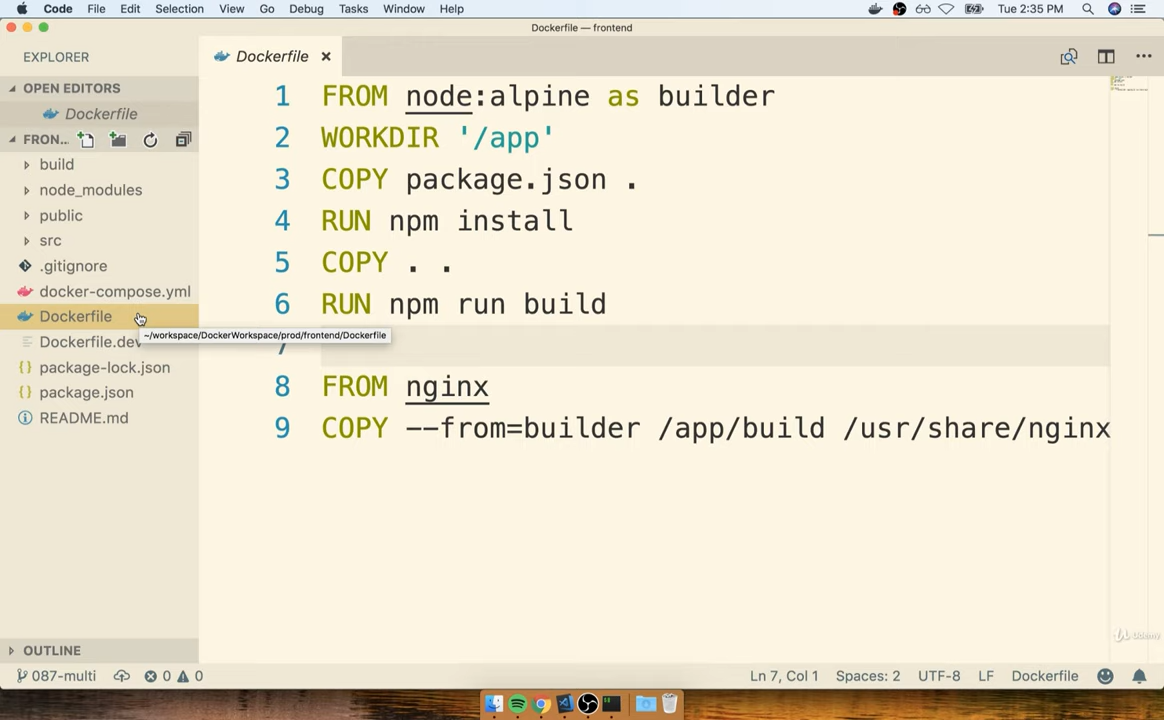 Code File Edit Selection View Go Debug Tasks Window Help Tue 2:35 PM
Dockerfile — frontend
EXPLORER
Dockerfile
OPEN EDITORS
Dockerfile
FRON...
build
node_modules
public
src
.gitignore
docker-compose.yml
Dockerfile
~/workspace/DockerWorkspace/prod/frontend/Dockerfile
Dockerfile.dev
package-lock.json
package.json
README.md
OUTLINE
1 FROM node:alpine as builder
2 WORKDIR '/app'
3 COPY package.json .
4 RUN npm install
5 COPY . .
6 RUN npm run build
7
8 FROM nginx
9 COPY --from=builder /app/build /usr/share/nginx
Udemy
087-multi 0 0 Ln 7, Col 1 Spaces: 2 UTF-8 LF Dockerfile